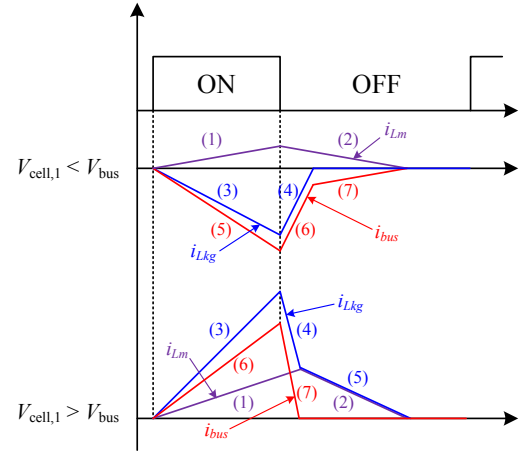 ON OFF
(1) (2) iLm
Vcell,1 < Vbus
(3) (4) (7)
(5) (6)
iLkg ibus
iLkg
(3) (4)
(6)
iLm (5)
(1) (2)
(7)
Vcell,1 > Vbus
ibus